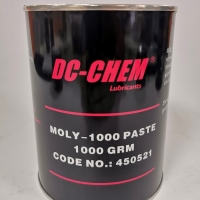 DC-CHEM®
Lubricants
MOLY-1000 PASTE
1000 GRM
CODE NO.: 450521